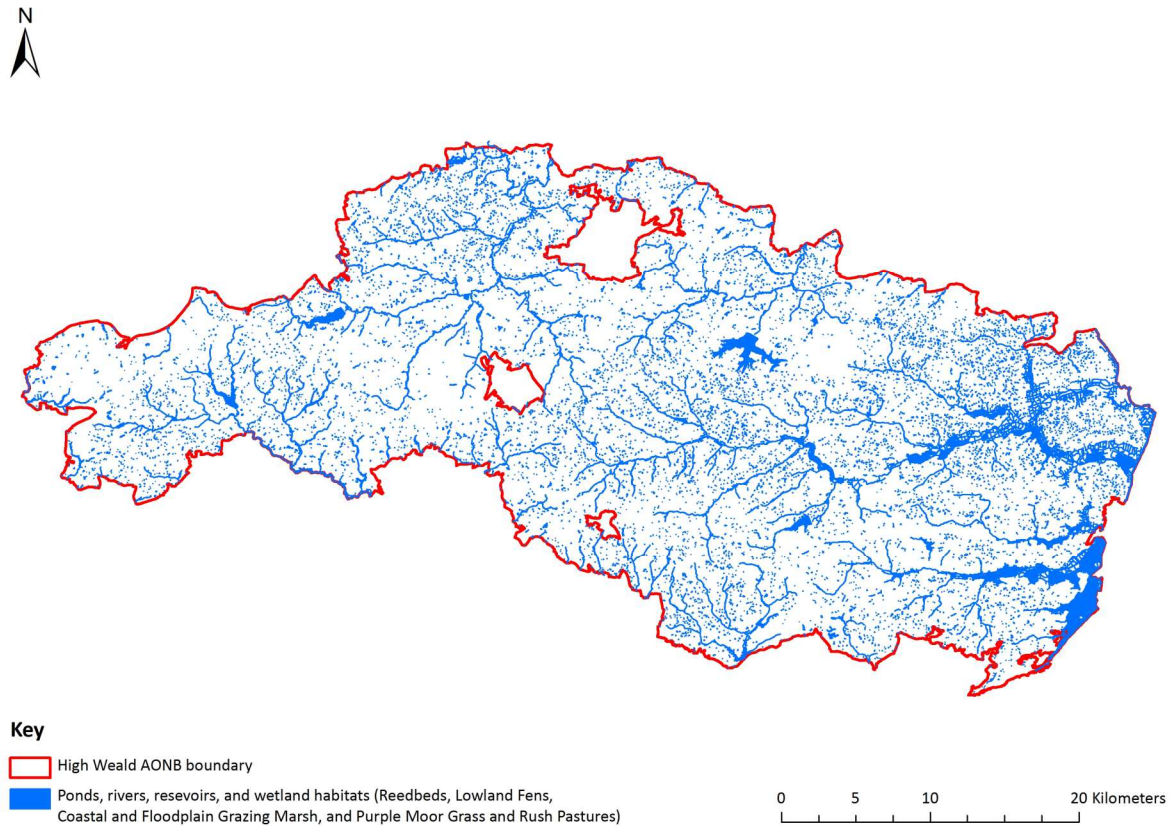 N
Key
High Weald AONB boundary
Ponds, rivers, resevoirs, and wetland habitats (Reedbeds, Lowland Fens,
Coastal and Floodplain Grazing Marsh, and Purple Moor Grass and Rush Pastures)
0 5 10 20 Kilometers